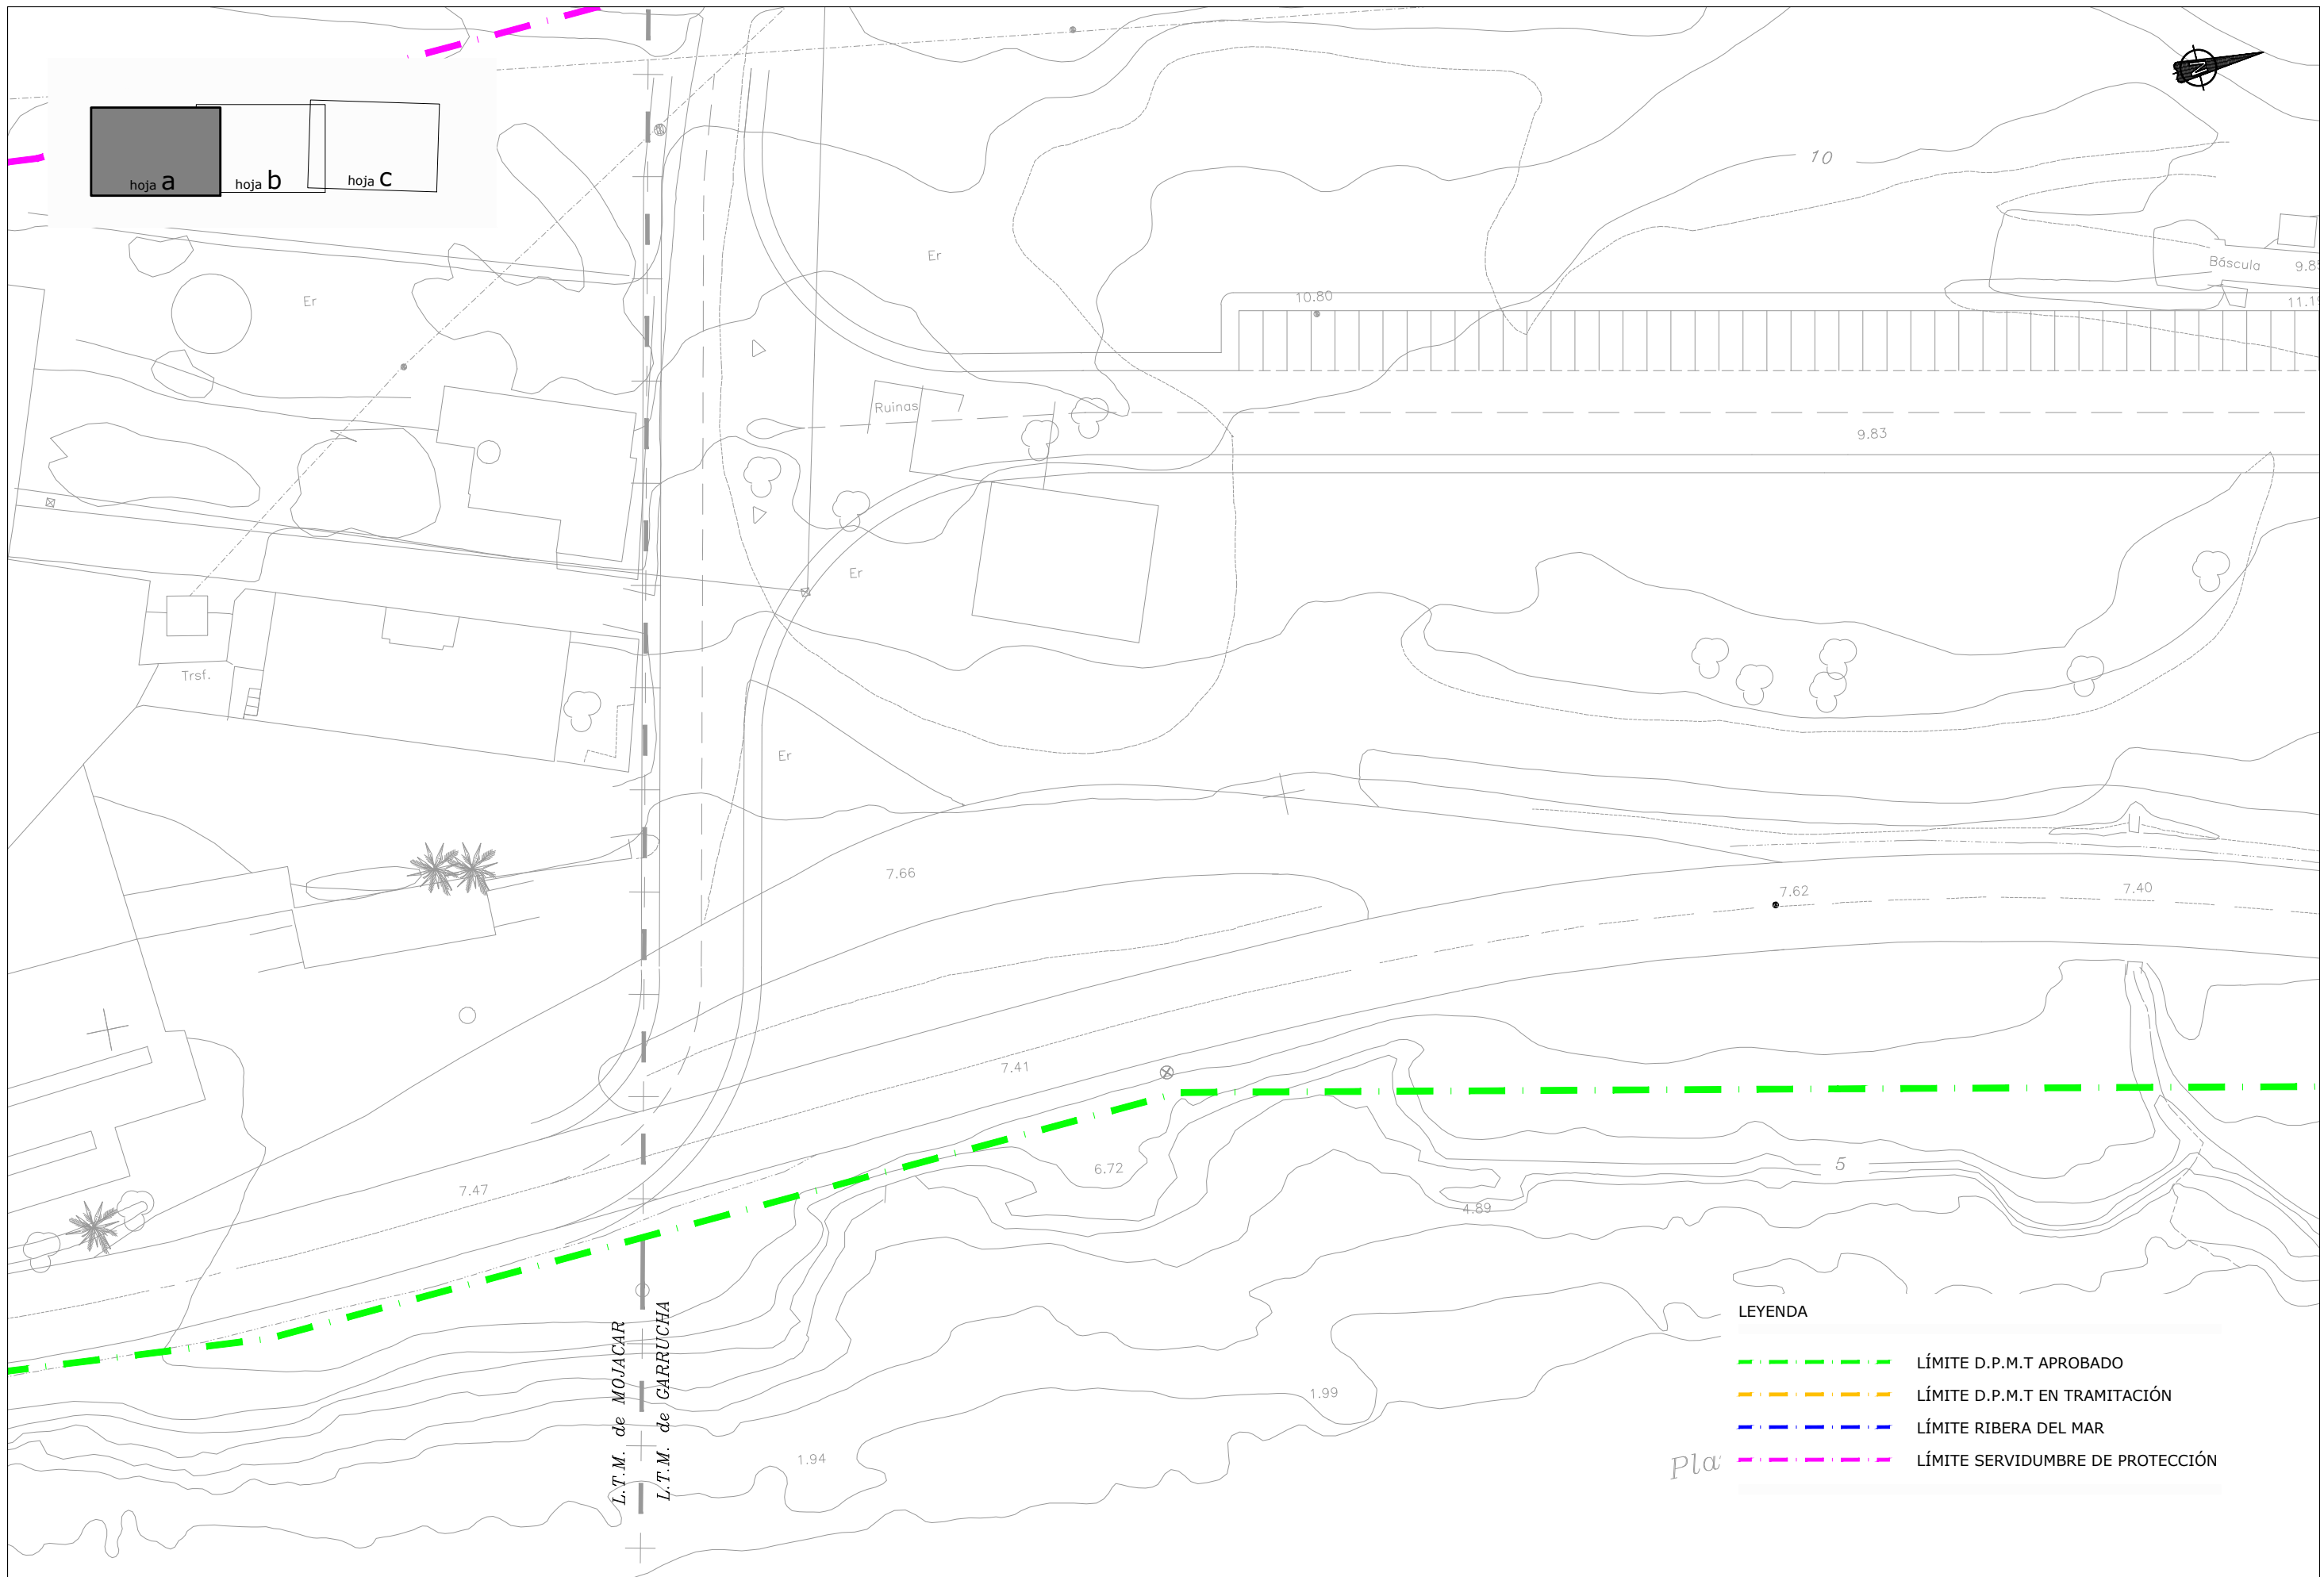 N
hoja a
hoja b
hoja c
10
Er
Er
Báscula
10.80
Ruinas
9.83
Er
Trsf.
Er
7.66
7.62
7.40
7.41
6.72
5
7.47
4.89
LEYENDA
L.T.M. de MOJACAR
L.T.M. de GARRUCHA
LÍMITE D.P.M.T APROBADO
1.99
LÍMITE D.P.M.T EN TRAMITACIÓN
LÍMITE RIBERA DEL MAR
1.94
LÍMITE SERVIDUMBRE DE PROTECCIÓN